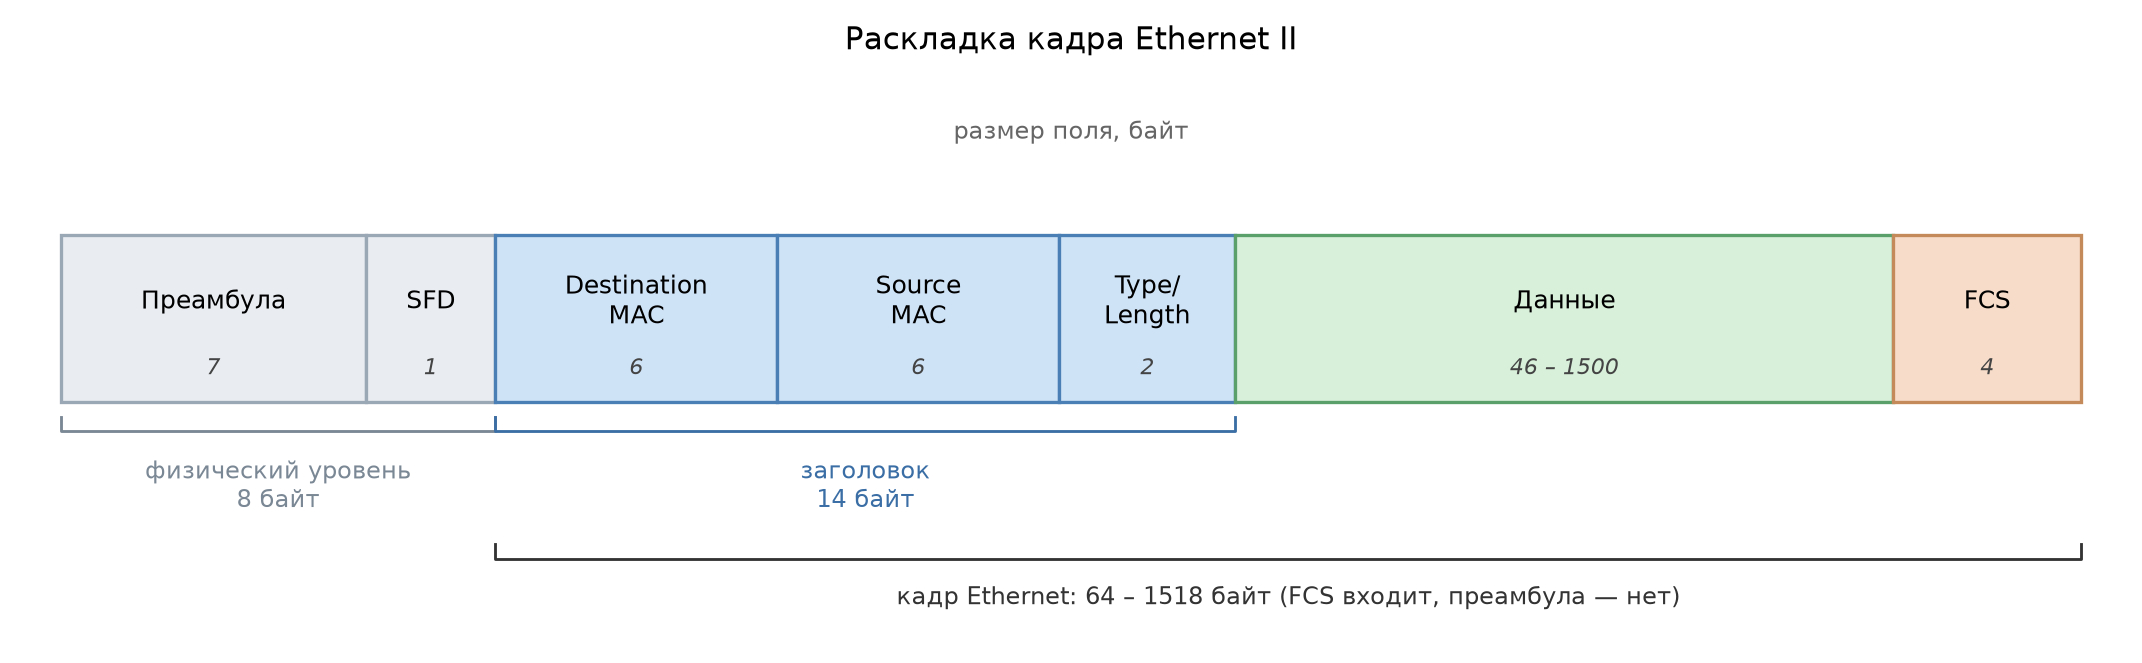 Раскладка кадра Ethernet II
размер поля, байт
Преамбула
7
SFD
1
Destination
MAC
6
Source
MAC
6
Type/
Length
2
Данные
46 – 1500
FCS
4
физический уровень
8 байт
заголовок
14 байт
кадр Ethernet: 64 – 1518 байт (FCS входит, преамбула — нет)